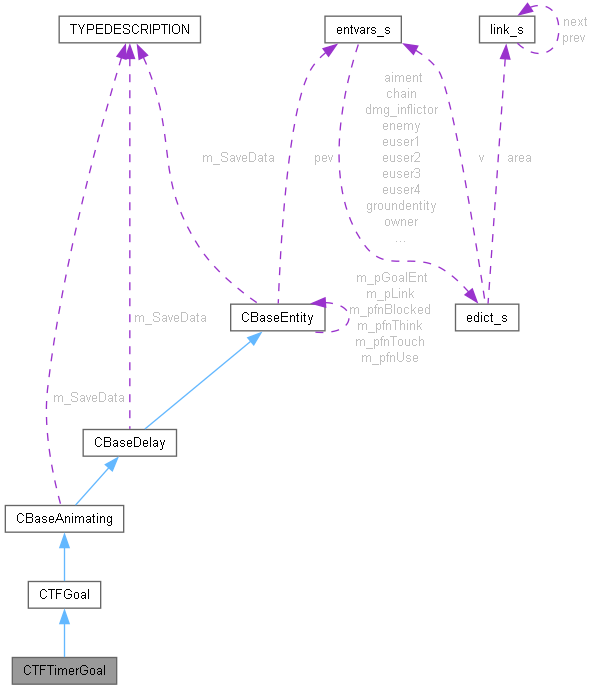 TYPEDESCRIPTION
entvars_s
link_s
next
prev
aiment
chain
dmg_inflictor
enemy
euser1
euser2
euser3
euser4
groundentity
owner
...
m_SaveData
pev
v
area
m_pGoalEnt
m_pLink
m_pfnBlocked
m_pfnThink
m_pfnTouch
m_pfnUse
CBaseEntity
edict_s
m_SaveData
m_SaveData
CBaseDelay
CBaseAnimating
CTFGoal
CTFTimerGoal